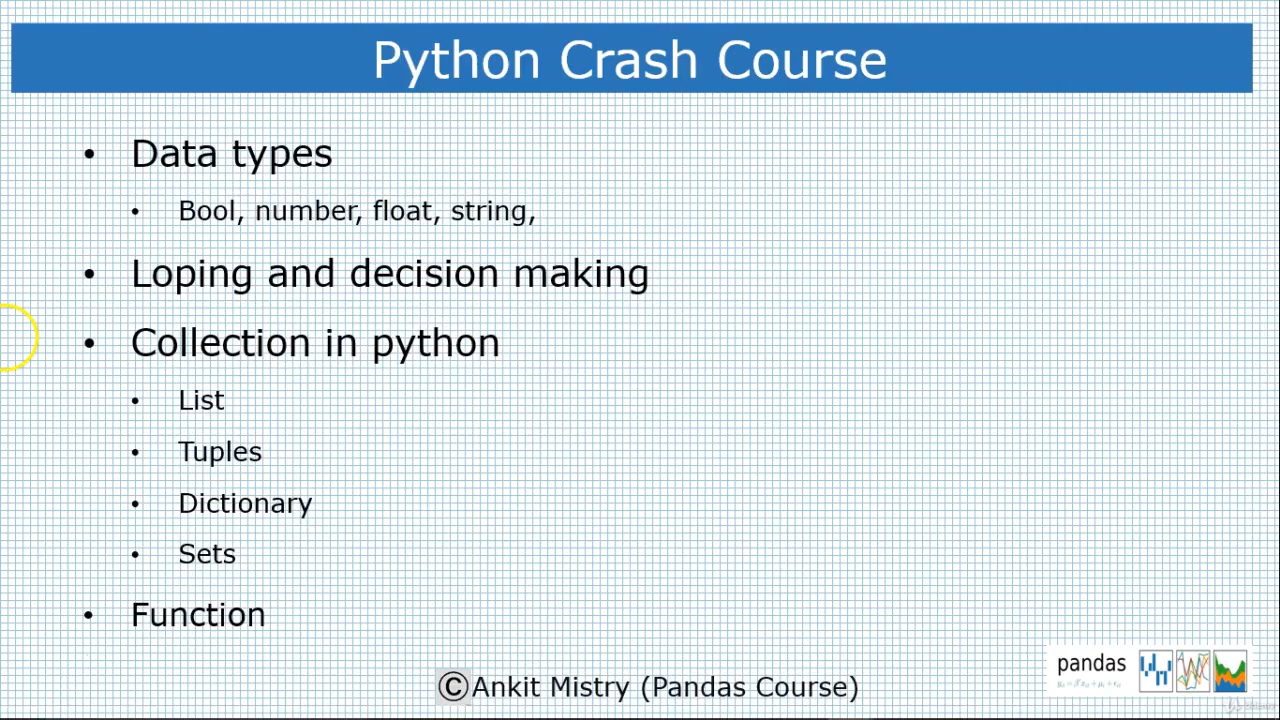 Python Crash Course
• Data types
• Bool, number, float, string,
• Loping and decision making
• Collection in python
• List
• Tuples
• Dictionary
• Sets
• Function
pandas
©Ankit Mistry (Pandas Course)